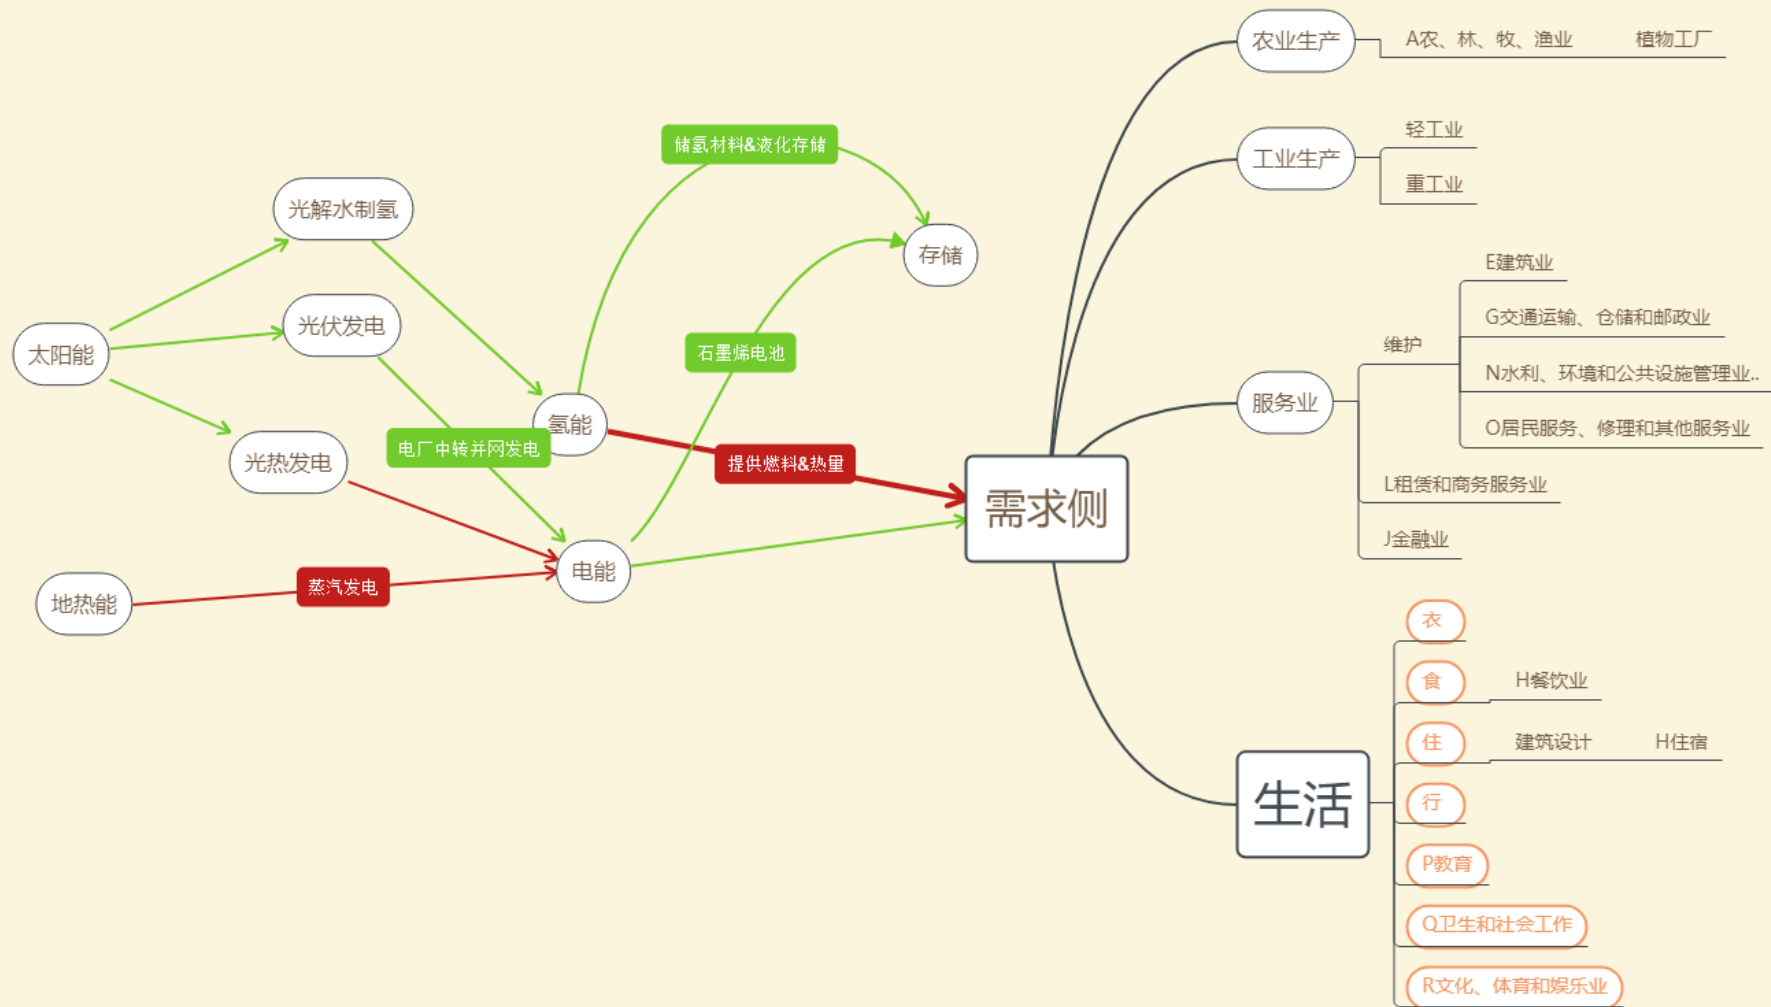 农业生产
A农、林、牧、渔业
植物工厂
储氢材料&液化存储
工业生产
轻工业
重工业
光解水制氢
存储
光伏发电
太阳能
石墨烯电池
E建筑业
G交通运输、仓储和邮政业
维护
N水利、环境和公共设施管理业..
服务业
O居民服务、修理和其他服务业
氢能
电厂中转并网发电
光热发电
提供燃料&热量
需求侧
L租赁和商务服务业
J金融业
电能
蒸汽发电
地热能
衣
食
H餐饮业
住
建筑设计
H住宿
生活
行
P教育
Q卫生和社会工作
R文化、体育和娱乐业